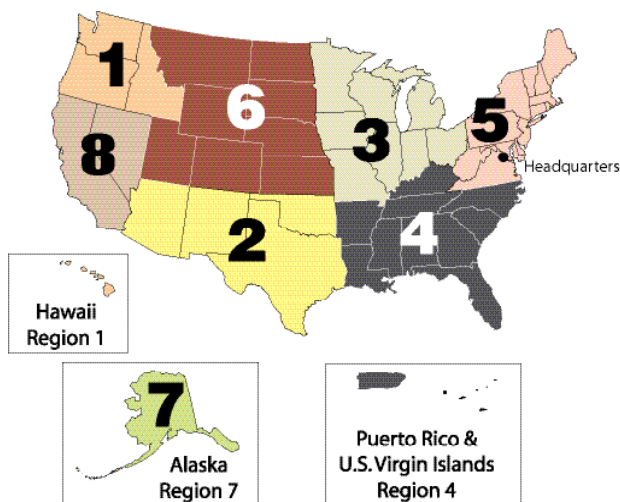 1
6
3
5
8
Headquarters
2
4
Hawaii
Region 1
7
Alaska
Region 7
Puerto Rico &
U.S. Virgin Islands
Region 4